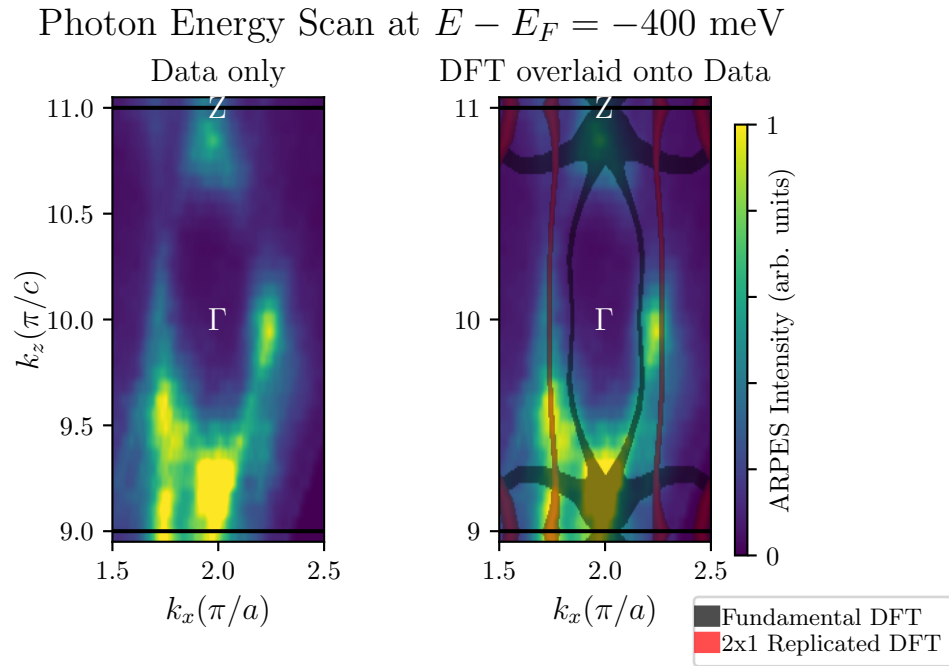 Photon Energy Scan at $E - E_F = -400$ meV
Data only
DFT overlaid onto Data
11.0
10.5
10.0
9.5
9.0
k_z(π/c)
Z
Γ
1.5
2.0
2.5
k_x(π/a)
11
10
9
Z
Γ
1.5
2.0
2.5
k_x(π/a)
1
0
ARPES Intensity (arb. units)
Fundamental DFT
2x1 Replicated DFT